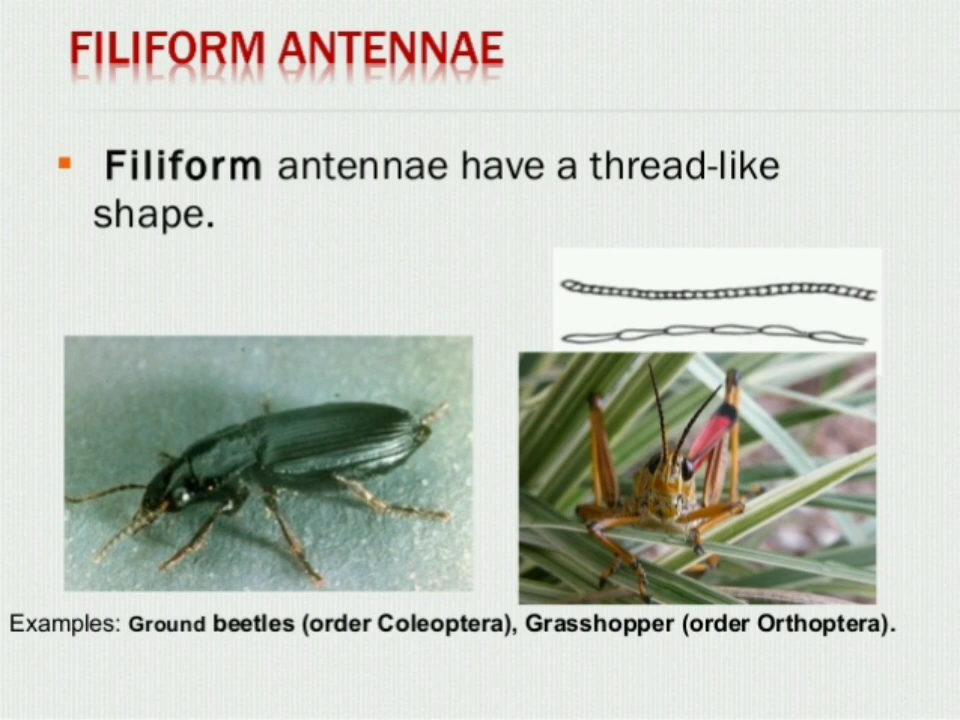 FILIFORM ANTENNAE
▪ Filiform antennae have a thread-like
shape.
Examples: Ground beetles (order Coleoptera), Grasshopper (order Orthoptera).